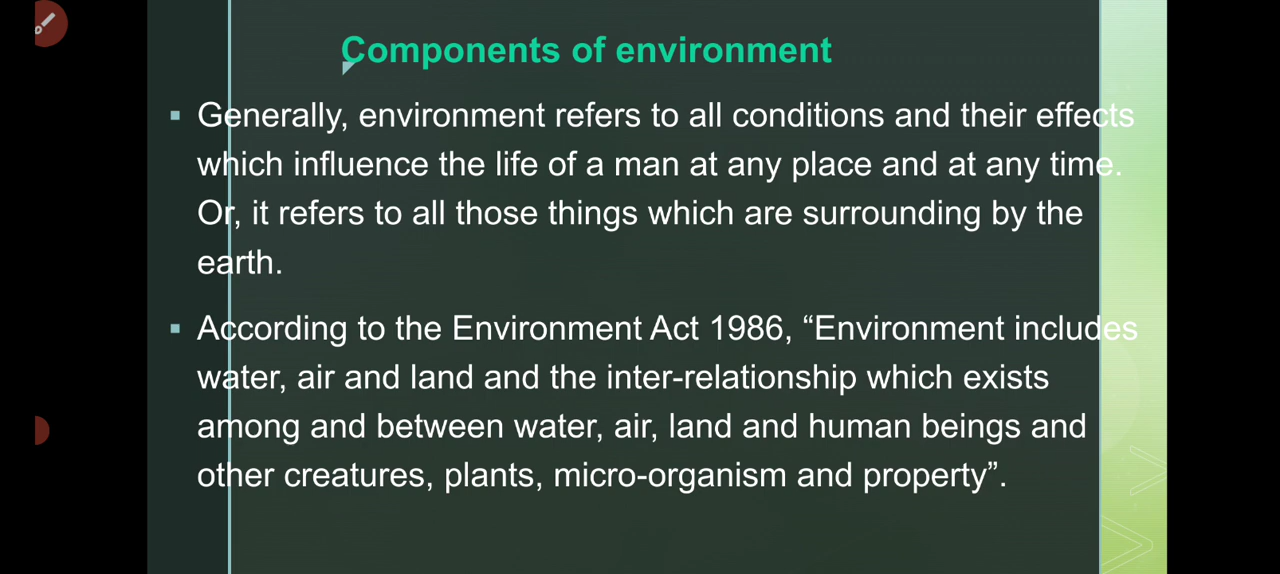 Components of environment
Generally, environment refers to all conditions and their effects
which influence the life of a man at any place and at any time.
Or, it refers to all those things which are surrounding by the
earth.
According to the Environment Act 1986, “Environment includes
water, air and land and the inter-relationship which exists
among and between water, air, land and human beings and
other creatures, plants, micro-organism and property”.